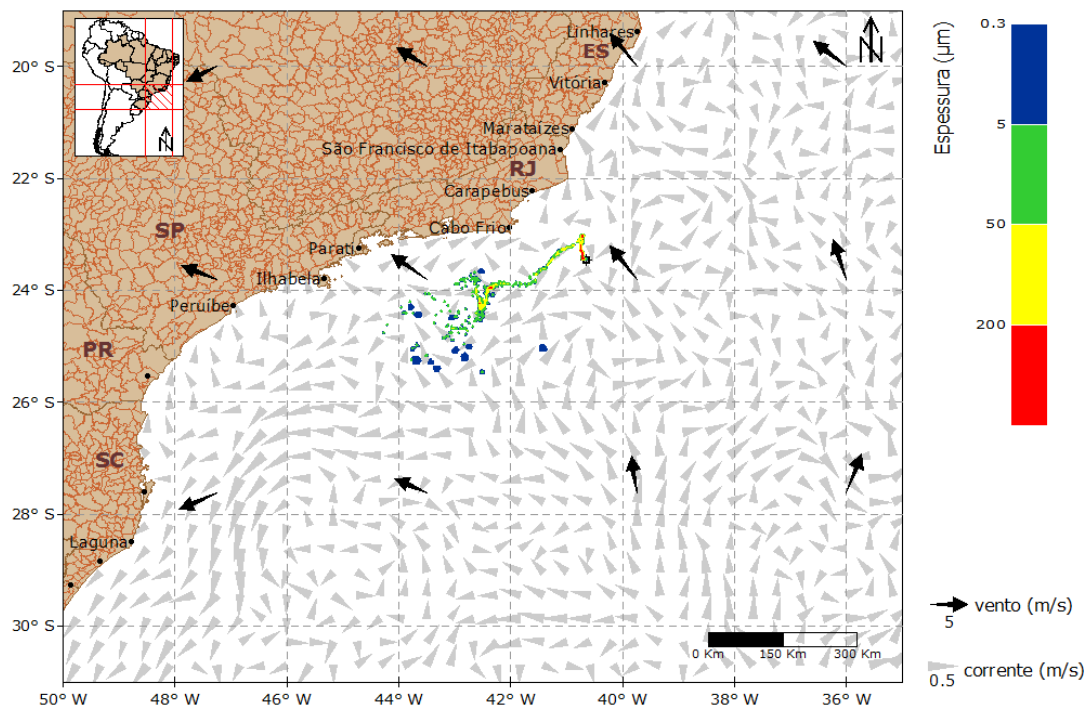 Linhares
ES
20° S
Vitória
Marataízes
São Francisco de Itabapoana
RJ
22° S
Carapebus
SP
Cabo Frio
Parati
Ilhabela
24° S
Peruíbe
PR
26° S
SC
28° S
Laguna
30° S
0 Km 150 Km 300 Km
50° W 48° W 46° W 44° W 42° W 40° W 38° W 36° W
N
N
Espessura (µm)
0.3
5
50
200
vento (m/s)
5
corrente (m/s)
0.5